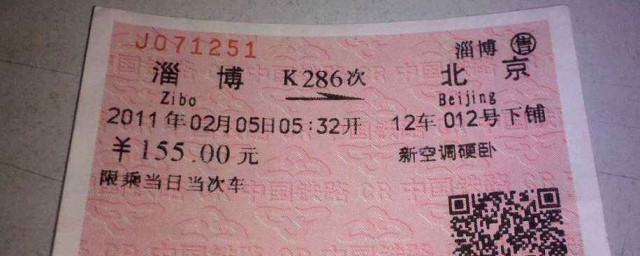 J071251 淄博 售
淄博 K286次 北京
Zibo Beijing
2011年02月05日05:32开 12车012号下铺
￥155.00元 新空调硬卧
限乘当日当次车